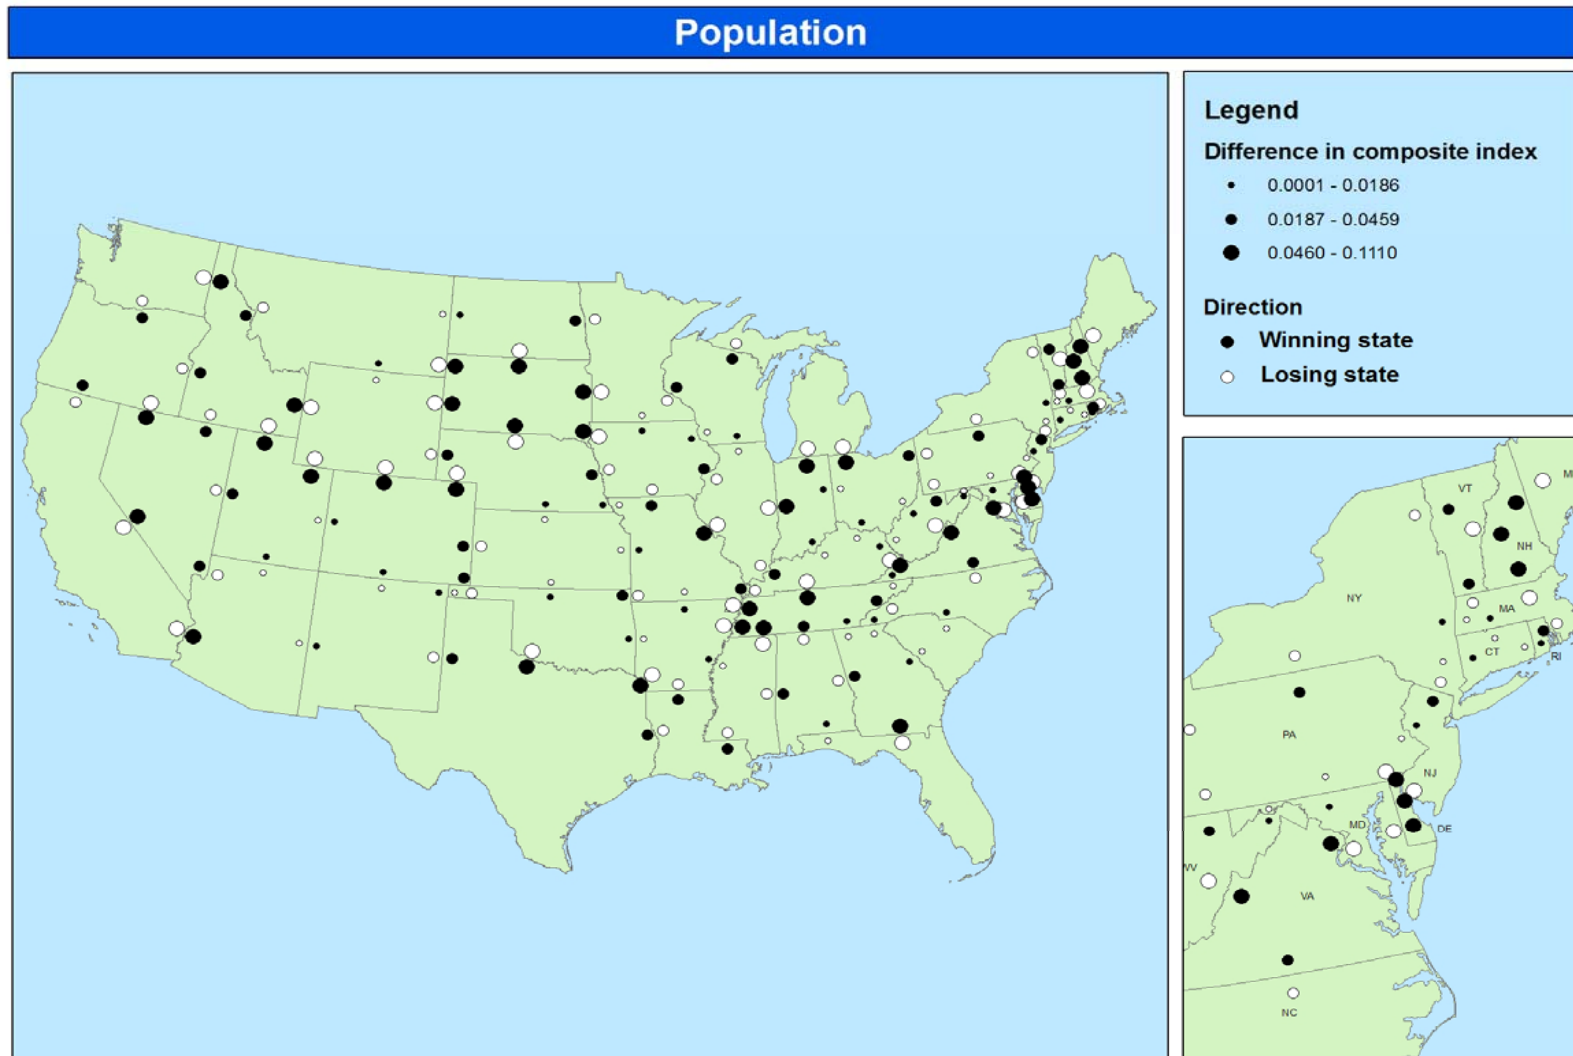 Population
Legend
Difference in composite index
0.0001 - 0.0186
0.0187 - 0.0459
0.0460 - 0.1110
Direction
Winning state
Losing state
M
VT
NH
NY
MA
CT
RI
PA
NJ
MD
DE
WV
VA
NC